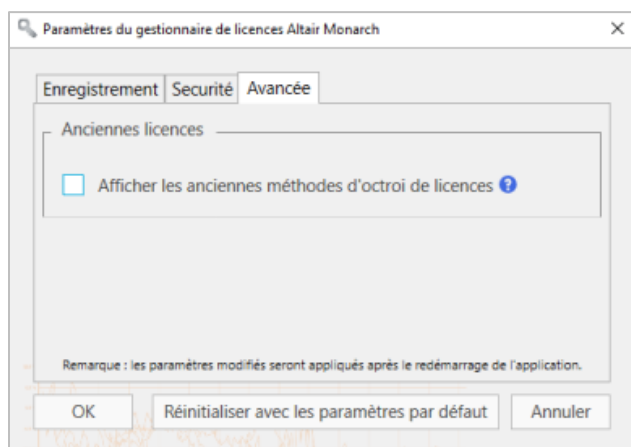 Paramètres du gestionnaire de licences Altair Monarch
Enregistrement Securité Avancée
Anciennes licences
Afficher les anciennes méthodes d'octroi de licences
Remarque : les paramètres modifiés seront appliqués après le redémarrage de l'application.
OK Réinitialiser avec les paramètres par défaut Annuler